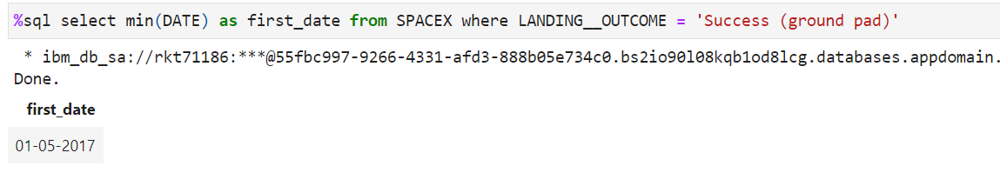 %sql select min(DATE) as first_date from SPACEX where LANDING__OUTCOME = 'Success (ground pad)'
* ibm_db_sa://rkt71186:***@55fbc997-9266-4331-afd3-888b05e734c0.bs2io90l08kqb1od8lcg.databases.appdomain.
Done.
first_date
01-05-2017